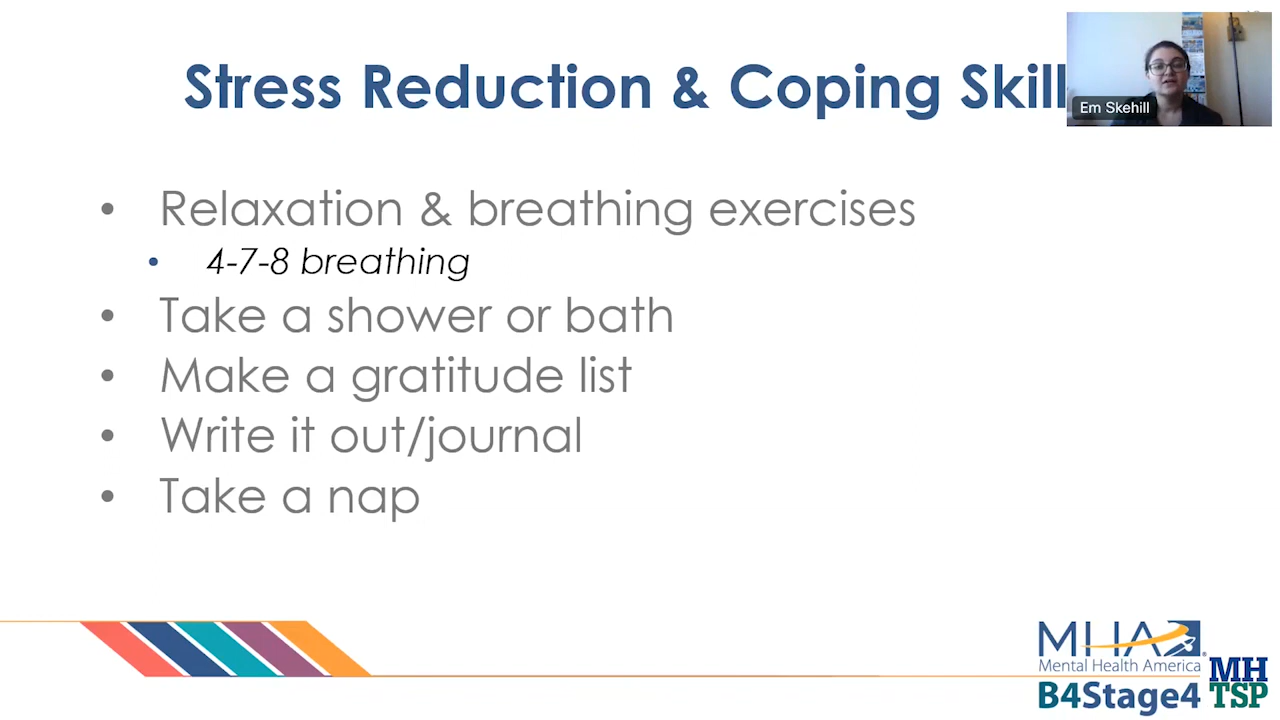 Stress Reduction & Coping Skill
Em Skehill
• Relaxation & breathing exercises
• 4-7-8 breathing
• Take a shower or bath
• Make a gratitude list
• Write it out/journal
• Take a nap
MHA
Mental Health America
B4Stage4
MH
TSP